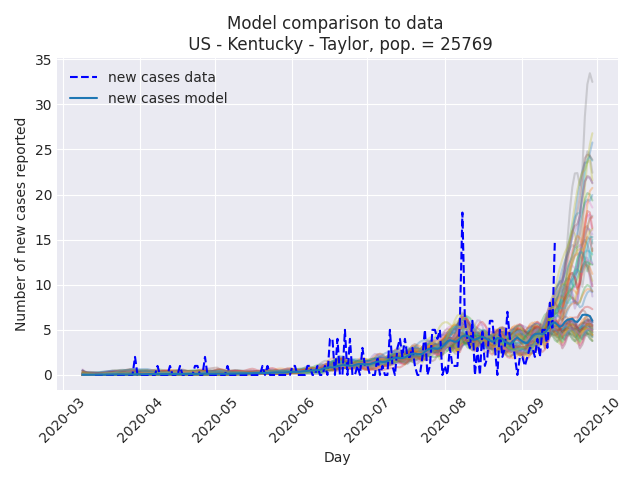 Model comparison to data
US - Kentucky - Taylor, pop. = 25769
new cases data
new cases model
Number of new cases reported
35
30
25
20
15
10
5
0
2020-03
2020-04
2020-05
2020-06
2020-07
2020-08
2020-09
2020-10
Day